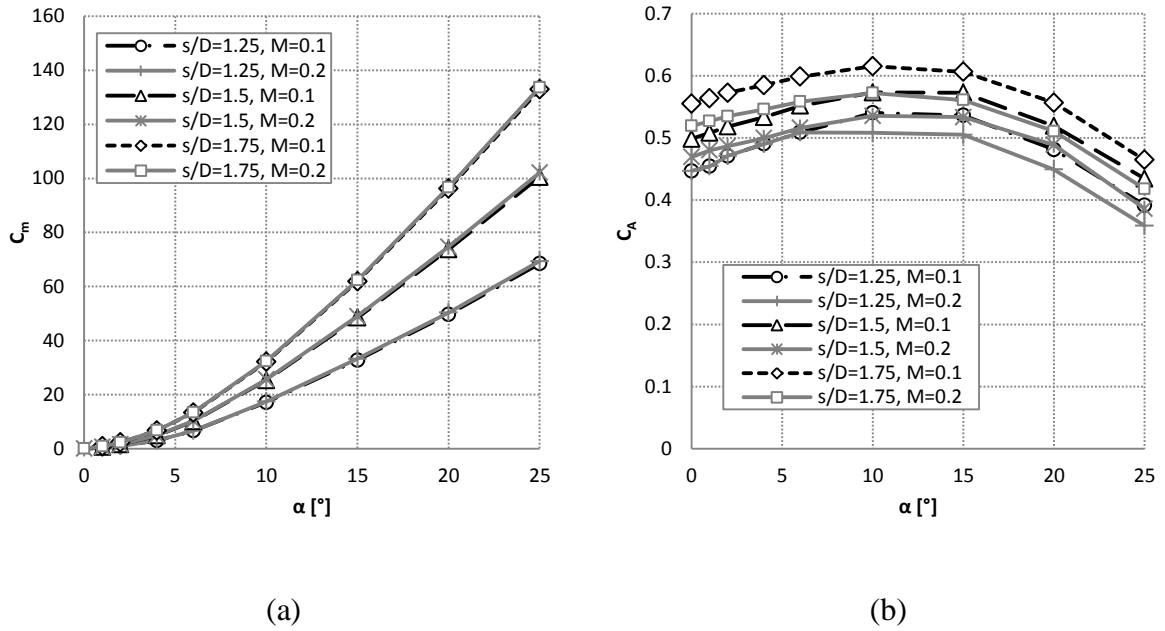 160
140
120
100
80
60
40
20
0
C_m
s/D=1.25, M=0.1
s/D=1.25, M=0.2
s/D=1.5, M=0.1
s/D=1.5, M=0.2
s/D=1.75, M=0.1
s/D=1.75, M=0.2
0 5 10 15 20 25
α [°]
(a)
0.7
0.6
0.5
0.4
0.3
0.2
0.1
0
C_A
s/D=1.25, M=0.1
s/D=1.25, M=0.2
s/D=1.5, M=0.1
s/D=1.5, M=0.2
s/D=1.75, M=0.1
s/D=1.75, M=0.2
0 5 10 15 20 25
α [°]
(b)